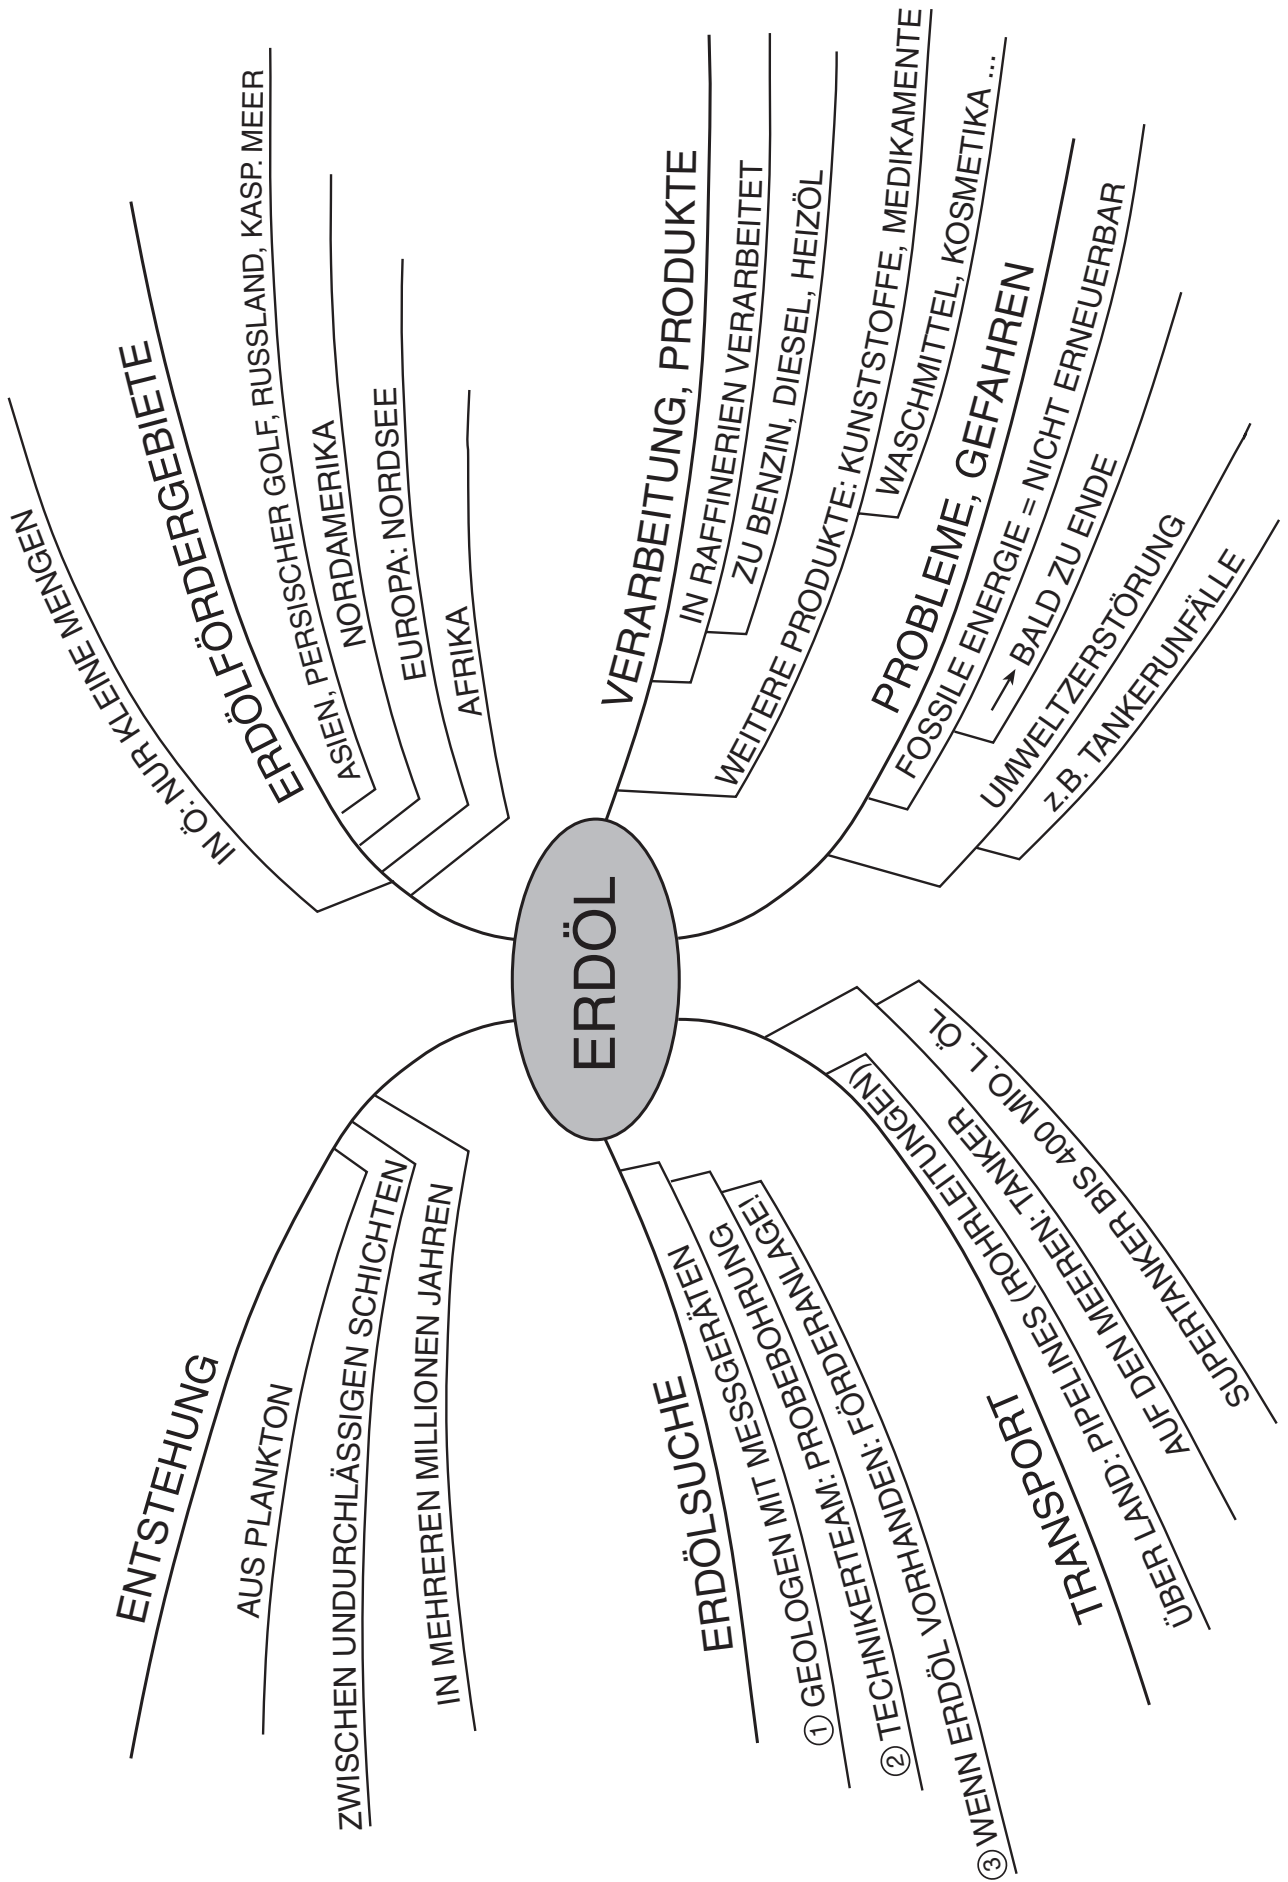 ERDÖL
ENTSTEHUNG
AUS PLANKTON
ZWISCHEN UNDURCHLÄSSIGEN SCHICHTEN
IN MEHREREN MILLIONEN JAHREN
ERDÖLSUCHE
① GEOLOGEN MIT MESSGERÄTEN
② TECHNIKERTEAM: PROBEBOHRUNG
③ WENN ERDÖL VORHANDEN: FÖRDERANLAGE!
TRANSPORT
ÜBER LAND: PIPELINES (ROHRLEITUNGEN)
AUF DEN MEEREN: TANKER
SUPERTANKER BIS 400 MIO. L. ÖL
ERDÖLFÖRDERGEBIETE
IN Ö: NUR KLEINE MENGEN
ASIEN, PERSISCHER GOLF, RUSSLAND, KASP. MEER
NORDAMERIKA
EUROPA: NORDSEE
AFRIKA
VERARBEITUNG, PRODUKTE
IN RAFFINERIEN VERARBEITET
ZU BENZIN, DIESEL, HEIZÖL
WEITERE PRODUKTE: KUNSTSTOFFE, MEDIKAMENTE
WASCHMITTEL, KOSMETIKA ...
PROBLEME, GEFAHREN
FOSSILE ENERGIE = NICHT ERNEUERBAR
→ BALD ZU ENDE
UMWELTZERSTÖRUNG
z.B. TANKERUNFÄLLE